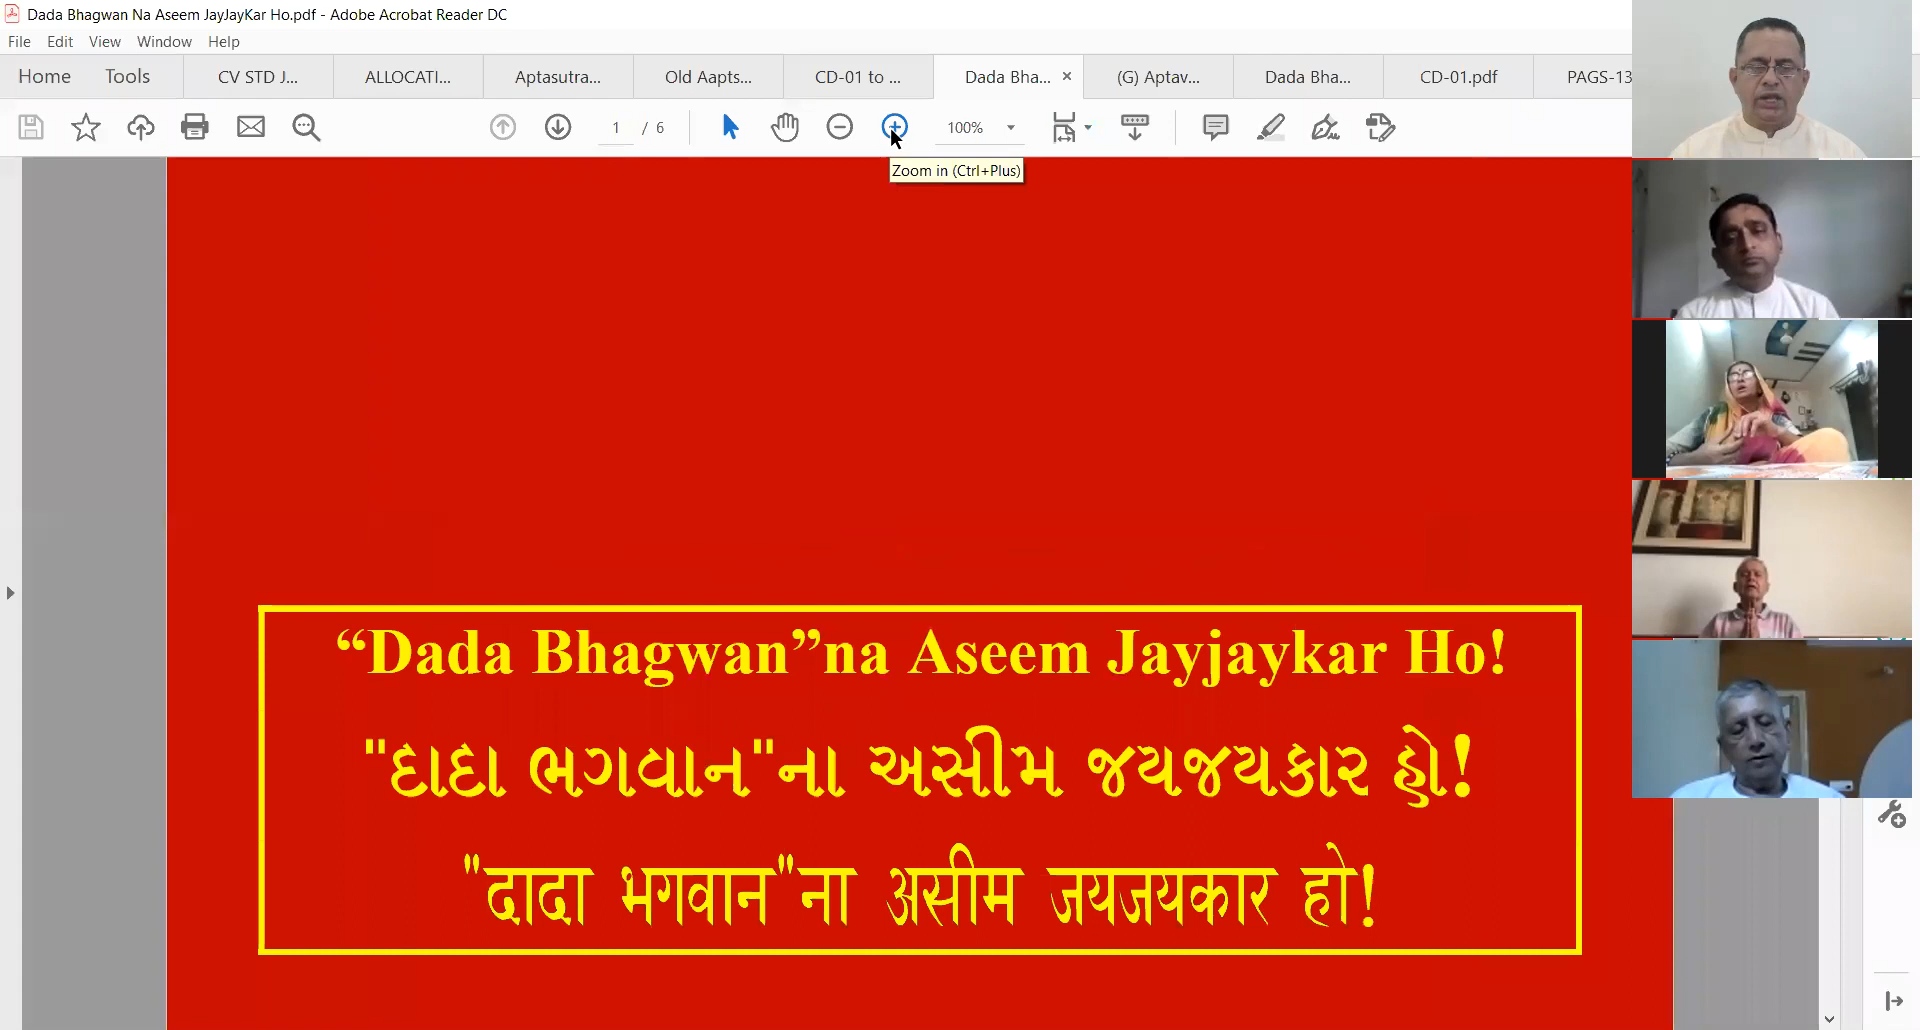 Dada Bhagwan Na Aseem JayJayKar Ho.pdf - Adobe Acrobat Reader DC
File Edit View Window Help
Home Tools CV STD J... ALLOCATI... Aptasutra... Old Aapts... CD-01 to ... Dada Bha... × (G) Aptav... Dada Bha... CD-01.pdf PAGS-13
1 / 6 100%
Zoom in (Ctrl+Plus)
“Dada Bhagwan”na Aseem Jayjaykar Ho!
"દાદા ભગવાન"ના અસીમ જયજયકાર હો!
"दादा भगवान"ना असीम जयजयकार हो!